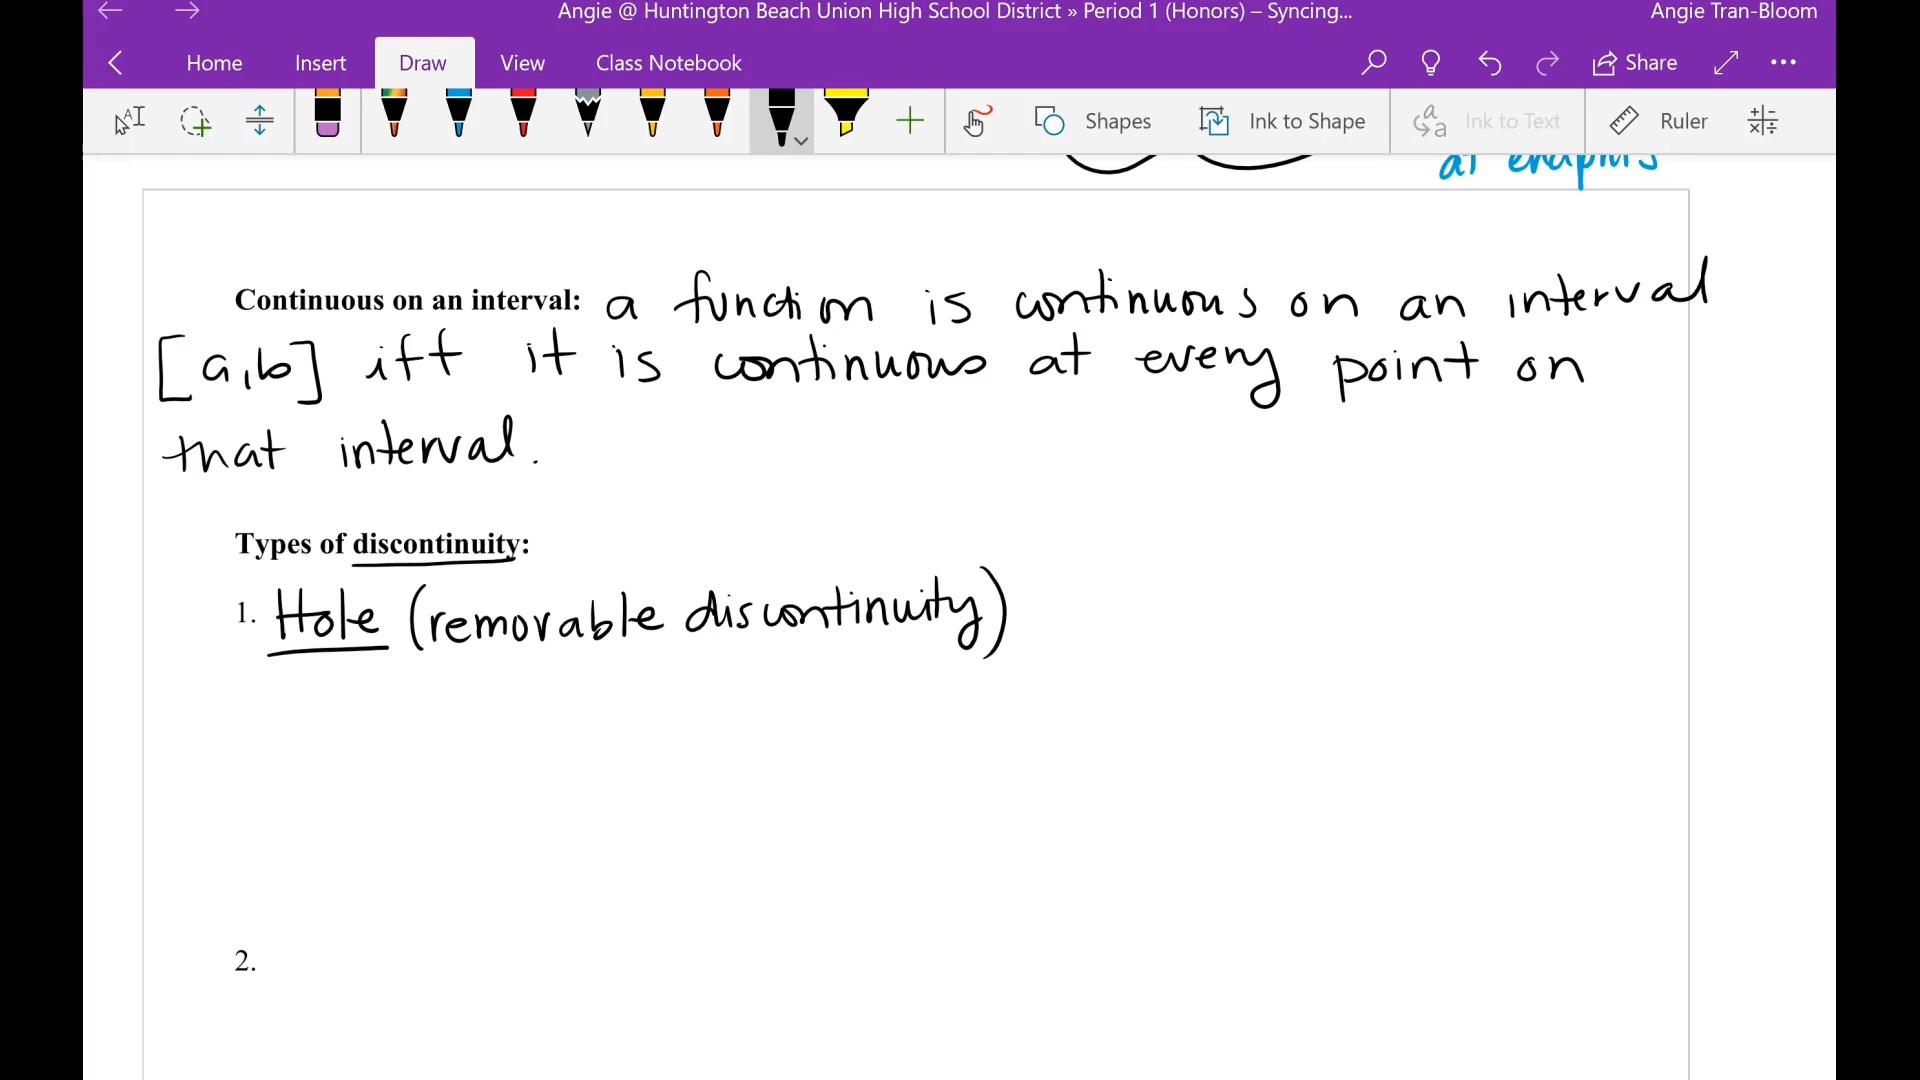 Angie @ Huntington Beach Union High School District » Period 1 (Honors) – Syncing... Angie Tran-Bloom
Home Insert Draw View Class Notebook Share
Shapes Ink to Shape Ink to Text Ruler
at endpts
Continuous on an interval: a function is continuous on an interval
[a,b] iff it is continuous at every point on
that interval.
Types of discontinuity:
1. Hole (removable discontinuity)
2.